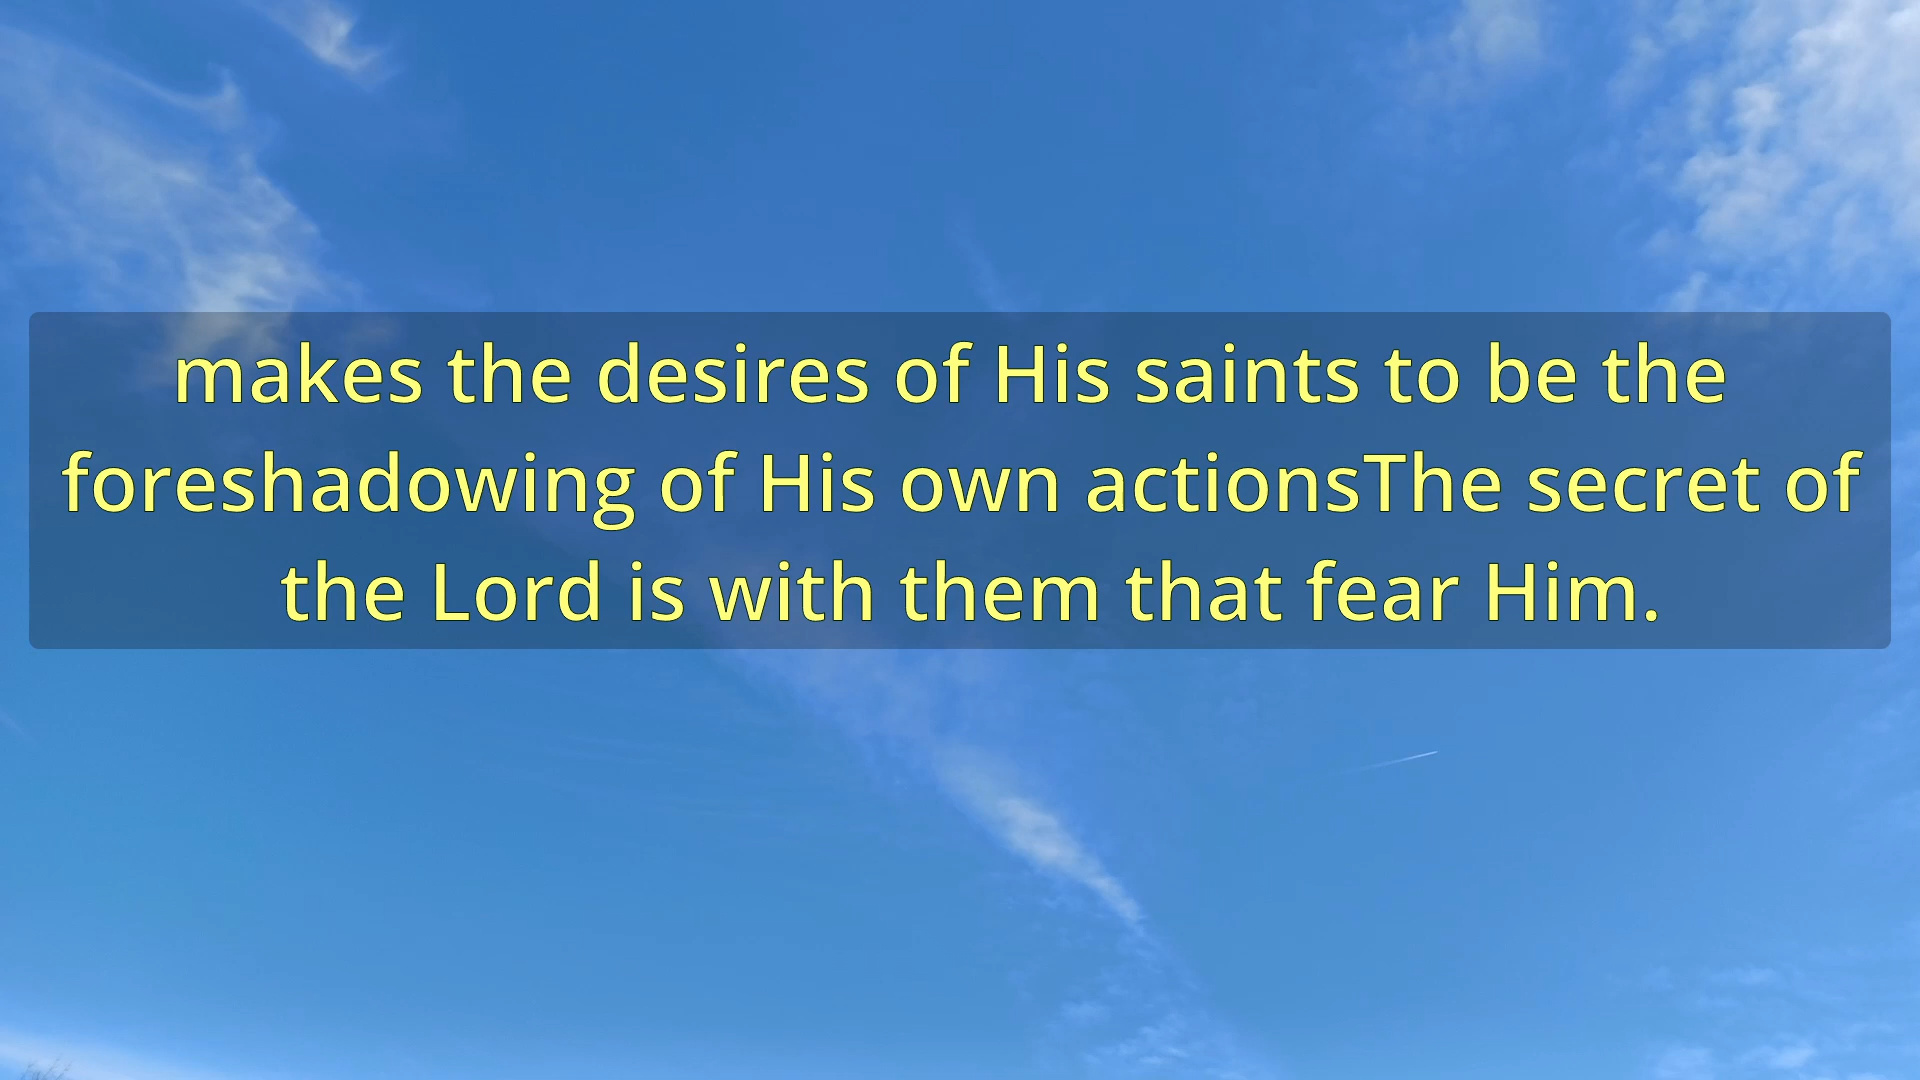 makes the desires of His saints to be the
foreshadowing of His own actionsThe secret of
the Lord is with them that fear Him.